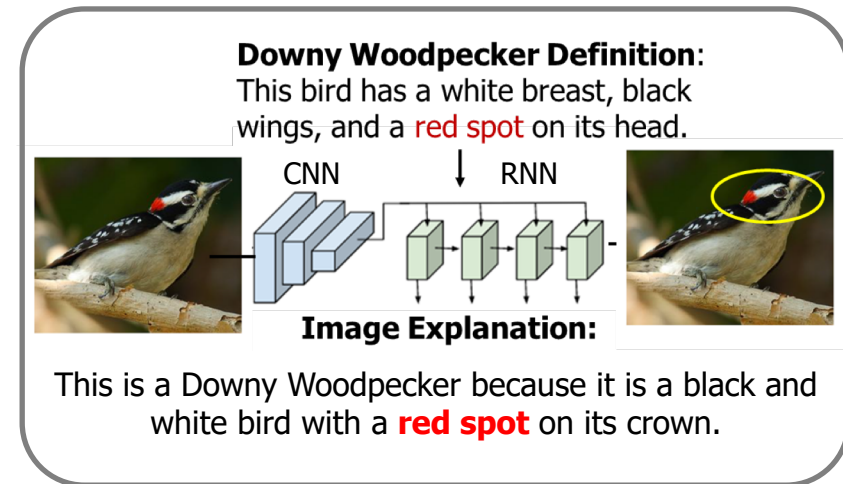 Downy Woodpecker Definition:
This bird has a white breast, black
wings, and a red spot on its head.
CNN
RNN
Image Explanation:
This is a Downy Woodpecker because it is a black and
white bird with a red spot on its crown.